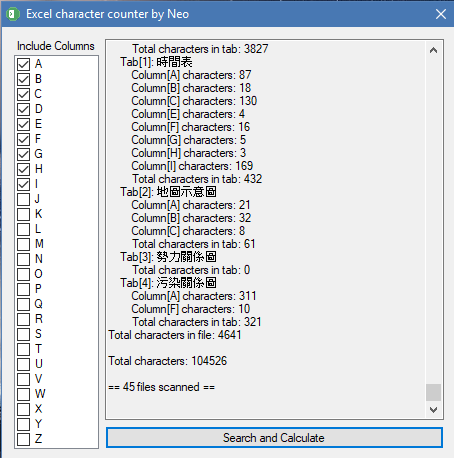 Excel character counter by Neo
Include Columns
A
B
C
D
E
F
G
H
I
J
K
L
M
N
O
P
Q
R
S
T
U
V
W
X
Y
Z
Total characters in tab: 3827
Tab[1]: 時間表
Column[A] characters: 87
Column[B] characters: 18
Column[C] characters: 130
Column[E] characters: 4
Column[F] characters: 16
Column[G] characters: 5
Column[H] characters: 3
Column[I] characters: 169
Total characters in tab: 432
Tab[2]: 地圖示意圖
Column[A] characters: 21
Column[B] characters: 32
Column[C] characters: 8
Total characters in tab: 61
Tab[3]: 勢力關係圖
Total characters in tab: 0
Tab[4]: 污染關係圖
Column[A] characters: 311
Column[F] characters: 10
Total characters in tab: 321
Total characters in file: 4641
Total characters: 104526
== 45 files scanned ==
Search and Calculate